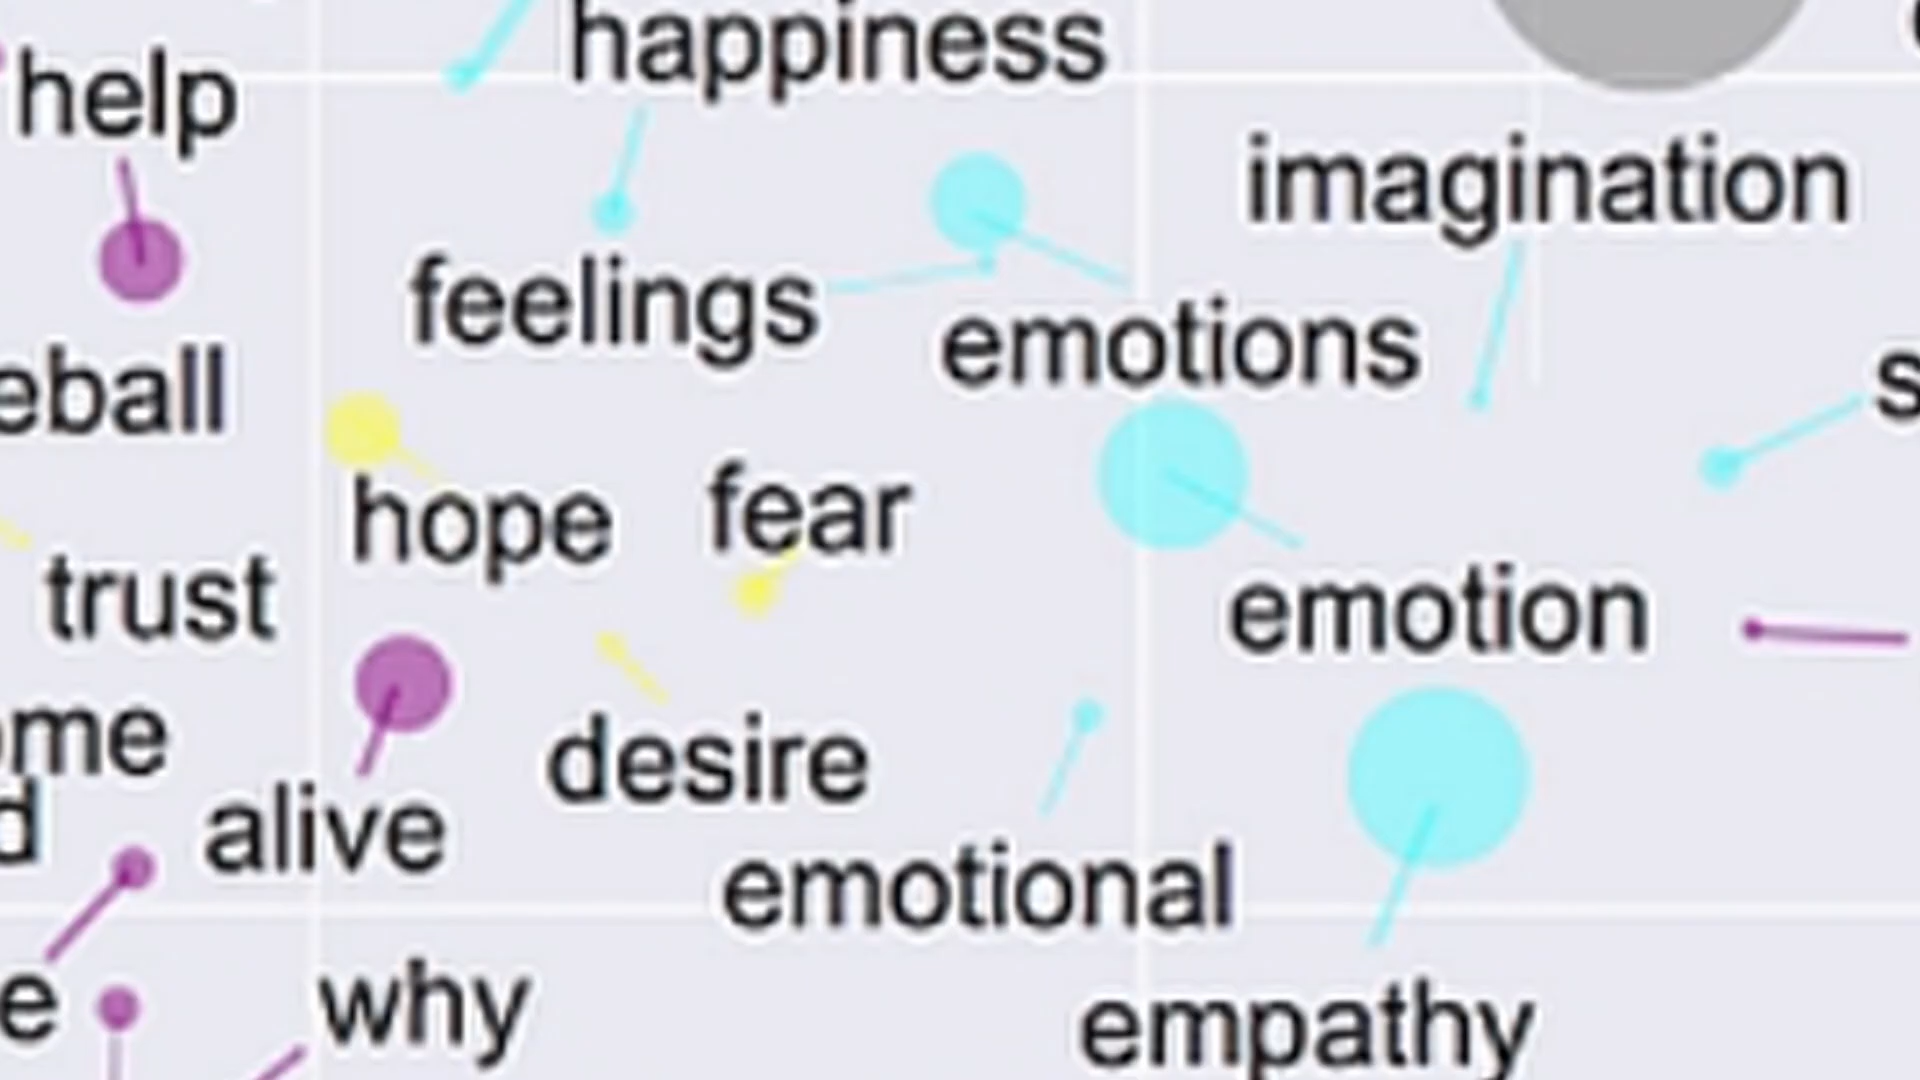 happiness
help
imagination
feelings
emotions
eball
s
hope
fear
trust
emotion
ome
desire
d
alive
emotional
e
why
empathy